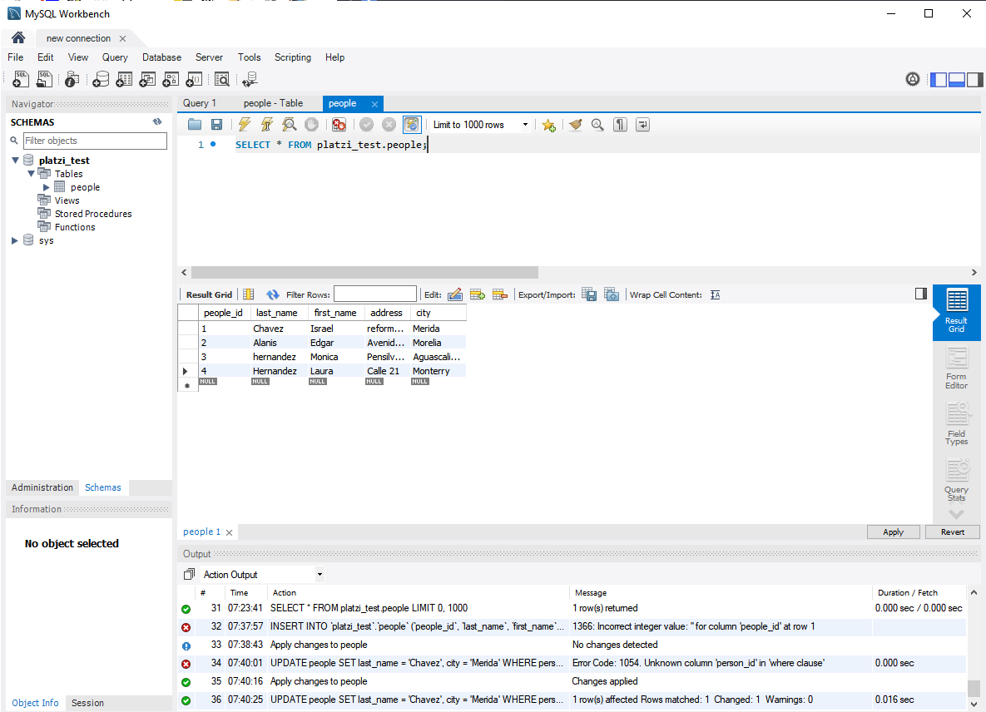 MySQL Workbench
new connection
File Edit View Query Database Server Tools Scripting Help
Navigator
SCHEMAS
Filter objects
platzi_test
Tables
people
Views
Stored Procedures
Functions
sys
Administration Schemas
Information
No object selected
Object Info Session
Query 1 people - Table people
Limit to 1000 rows
1 SELECT * FROM platzi_test.people;
Result Grid Filter Rows: Edit: Export/Import: Wrap Cell Content:
people_id last_name first_name address city
1 Chavez Israel reform... Merida
2 Alanis Edgar Avenid... Morelia
3 hernandez Monica Pensilv... Aguascali...
4 Hernandez Laura Calle 21 Monterry
NULL NULL NULL NULL NULL
Result
Grid
Form
Editor
Field
Types
Query
Stats
people 1 Apply Revert
Output
Action Output
# Time Action Message Duration / Fetch
31 07:23:41 SELECT * FROM platzi_test.people LIMIT 0, 1000 1 row(s) returned 0.000 sec / 0.000 sec
32 07:37:57 INSERT INTO `platzi_test`.`people` (`people_id`, `last_name`, `first_name`... 1366: Incorrect integer value: '' for column 'people_id' at row 1
33 07:38:43 Apply changes to people No changes detected
34 07:40:01 UPDATE people SET last_name = 'Chavez', city = 'Merida' WHERE pers... Error Code: 1054. Unknown column 'person_id' in 'where clause' 0.000 sec
35 07:40:16 Apply changes to people Changes applied
36 07:40:25 UPDATE people SET last_name = 'Chavez', city = 'Merida' WHERE peop... 1 row(s) affected Rows matched: 1 Changed: 1 Warnings: 0 0.016 sec